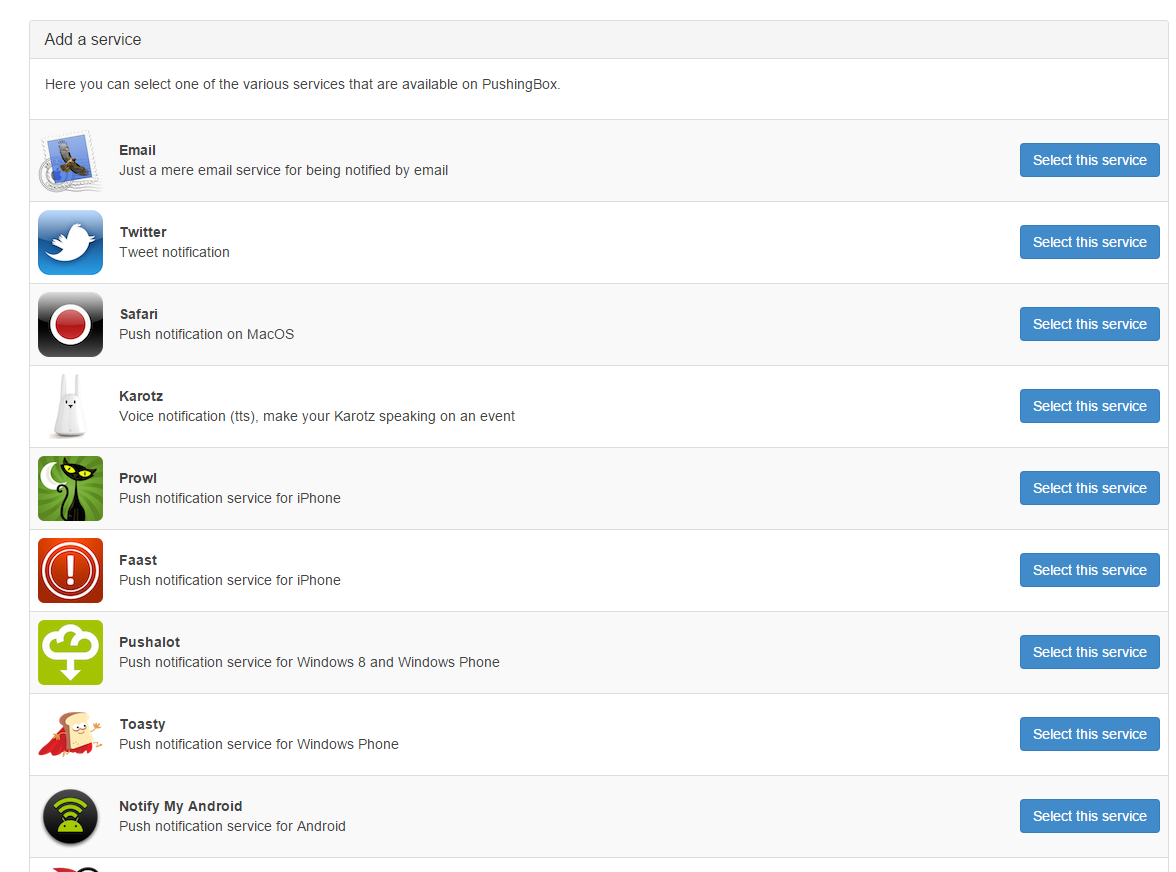 Add a service
Here you can select one of the various services that are available on PushingBox.
Email
Just a mere email service for being notified by email
Select this service
Twitter
Tweet notification
Select this service
Safari
Push notification on MacOS
Select this service
Karotz
Voice notification (tts), make your Karotz speaking on an event
Select this service
Prowl
Push notification service for iPhone
Select this service
Faast
Push notification service for iPhone
Select this service
Pushalot
Push notification service for Windows 8 and Windows Phone
Select this service
Toasty
Push notification service for Windows Phone
Select this service
Notify My Android
Push notification service for Android
Select this service